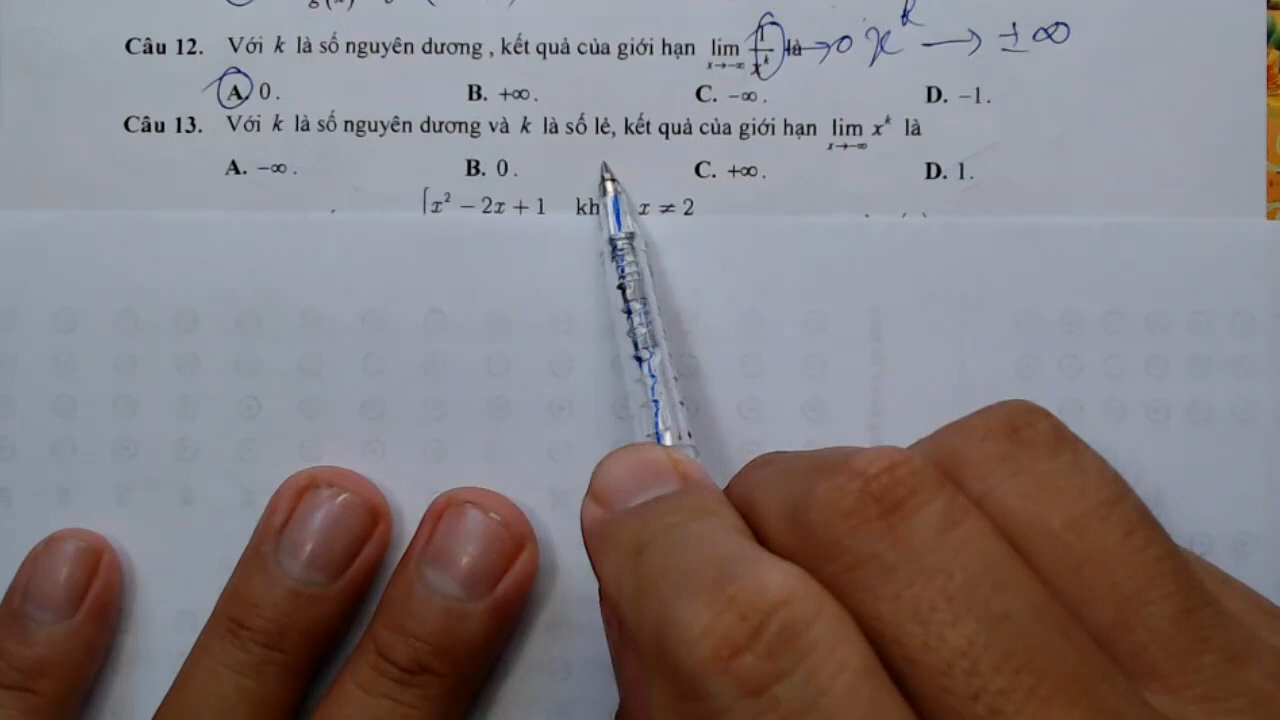 Câu 12. Với k là số nguyên dương , kết quả của giới hạn lim x→−∞ 1/x^k là → 0 x^k → ±∞
A. 0. B. +∞. C. −∞. D. −1.
Câu 13. Với k là số nguyên dương và k là số lẻ, kết quả của giới hạn lim x→−∞ x^k là
A. −∞. B. 0. C. +∞. D. 1.
x² − 2x + 1 kh x ≠ 2